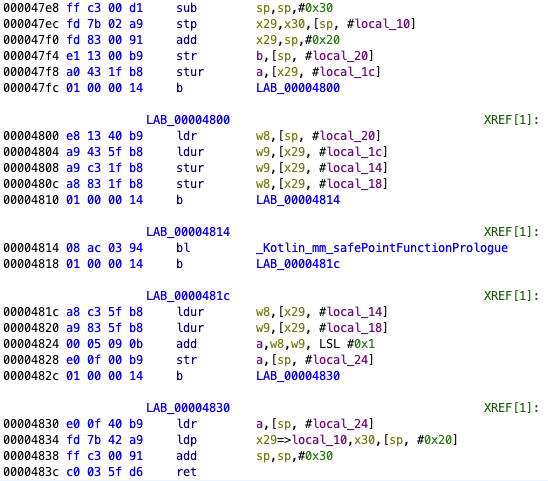 000047e8 ff c3 00 d1 sub sp,sp,#0x30
000047ec fd 7b 02 a9 stp x29,x30,[sp, #local_10]
000047f0 fd 83 00 91 add x29,sp,#0x20
000047f4 e1 13 00 b9 str b,[sp, #local_20]
000047f8 a0 43 1f b8 stur a,[x29, #local_1c]
000047fc 01 00 00 14 b LAB_00004800
LAB_00004800 XREF[1]:
00004800 e8 13 40 b9 ldr w8,[sp, #local_20]
00004804 a9 43 5f b8 ldur w9,[x29, #local_1c]
00004808 a9 c3 1f b8 stur w9,[x29, #local_14]
0000480c a8 83 1f b8 stur w8,[x29, #local_18]
00004810 01 00 00 14 b LAB_00004814
LAB_00004814 XREF[1]:
00004814 08 ac 03 94 bl _Kotlin_mm_safePointFunctionPrologue
00004818 01 00 00 14 b LAB_0000481c
LAB_0000481c XREF[1]:
0000481c a8 c3 5f b8 ldur w8,[x29, #local_14]
00004820 a9 83 5f b8 ldur w9,[x29, #local_18]
00004824 00 05 09 0b add a,w8,w9, LSL #0x1
00004828 e0 0f 00 b9 str a,[sp, #local_24]
0000482c 01 00 00 14 b LAB_00004830
LAB_00004830 XREF[1]:
00004830 e0 0f 40 b9 ldr a,[sp, #local_24]
00004834 fd 7b 42 a9 ldp x29=>local_10,x30,[sp, #0x20]
00004838 ff c3 00 91 add sp,sp,#0x30
0000483c c0 03 5f d6 ret